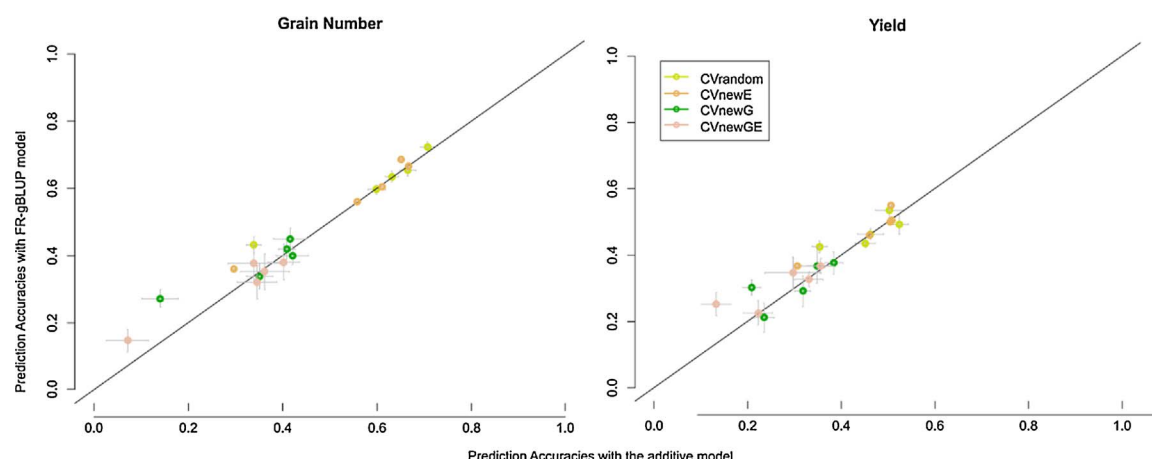 Grain Number
Yield
Prediction Accuracies with FR-gBLUP model
1.0
0.8
0.6
0.4
0.2
0.0
0.0 0.2 0.4 0.6 0.8 1.0
1.0
0.8
0.6
0.4
0.2
0.0
CVrandom
CVnewE
CVnewG
CVnewGE
0.0 0.2 0.4 0.6 0.8 1.0
Prediction Accuracies with the additive model